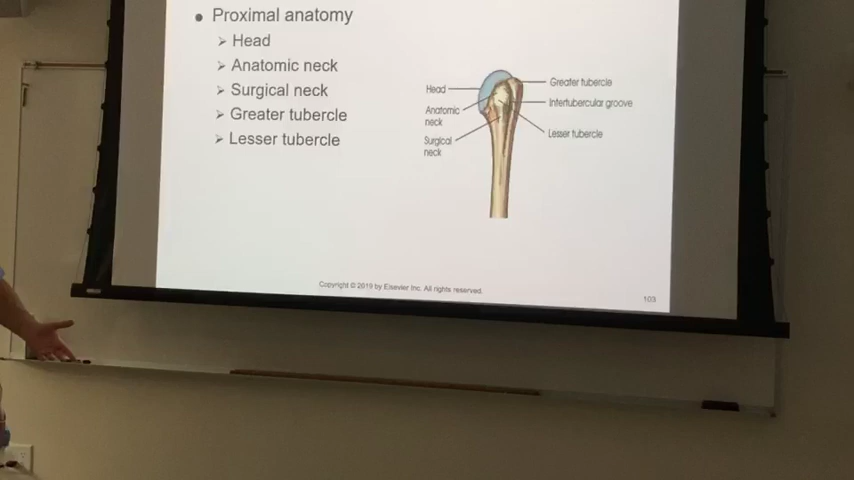 • Proximal anatomy
➢ Head
➢ Anatomic neck
➢ Surgical neck
➢ Greater tubercle
➢ Lesser tubercle
Head
Anatomic
neck
Surgical
neck
Greater tubercle
Intertubercular groove
Lesser tubercle
Copyright © 2019 by Elsevier Inc. All rights reserved.
103